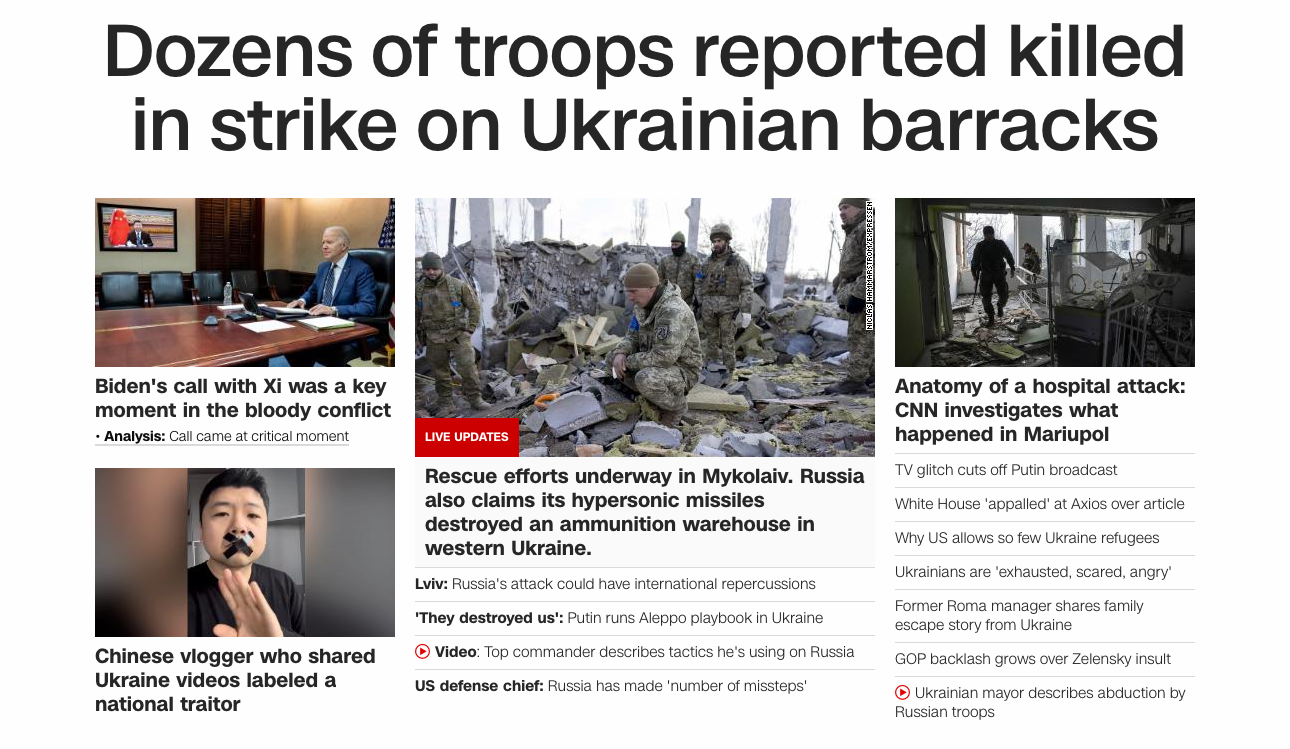 Dozens of troops reported killed
in strike on Ukrainian barracks
Biden's call with Xi was a key
moment in the bloody conflict
• Analysis: Call came at critical moment
Chinese vlogger who shared
Ukraine videos labeled a
national traitor
NICLAS HAMMARSTROM/EXPRESSEN
LIVE UPDATES
Rescue efforts underway in Mykolaiv. Russia
also claims its hypersonic missiles
destroyed an ammunition warehouse in
western Ukraine.
Lviv: Russia's attack could have international repercussions
'They destroyed us': Putin runs Aleppo playbook in Ukraine
Video: Top commander describes tactics he's using on Russia
US defense chief: Russia has made 'number of missteps'
Anatomy of a hospital attack:
CNN investigates what
happened in Mariupol
TV glitch cuts off Putin broadcast
White House 'appalled' at Axios over article
Why US allows so few Ukraine refugees
Ukrainians are 'exhausted, scared, angry'
Former Roma manager shares family
escape story from Ukraine
GOP backlash grows over Zelensky insult
Ukrainian mayor describes abduction by
Russian troops